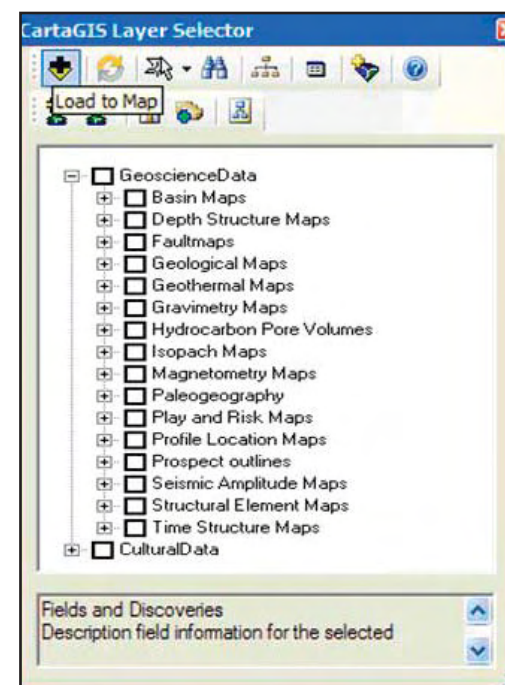 CartaGIS Layer Selector
Load to Map
GeoscienceData
Basin Maps
Depth Structure Maps
Faultmaps
Geological Maps
Geothermal Maps
Gravimetry Maps
Hydrocarbon Pore Volumes
Isopach Maps
Magnetometry Maps
Paleogeography
Play and Risk Maps
Profile Location Maps
Prospect outlines
Seismic Amplitude Maps
Structural Element Maps
Time Structure Maps
CulturalData
Fields and Discoveries
Description field information for the selected